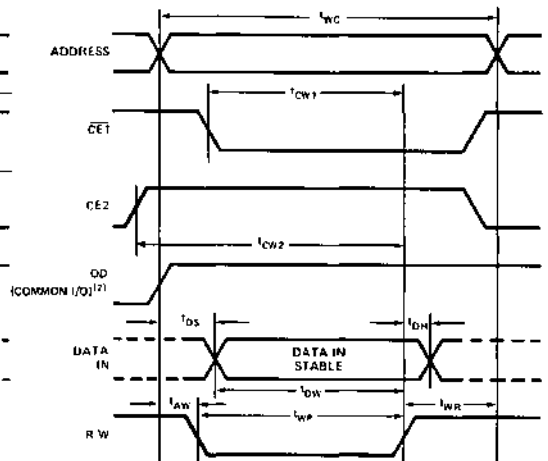 tWC
ADDRESS
tCW1
CE1
CE2
tCW2
OD
(COMMON I/O)[2]
tDS
tDH
DATA
IN
DATA IN
STABLE
tDW
tAW
tWP
tWR
R W